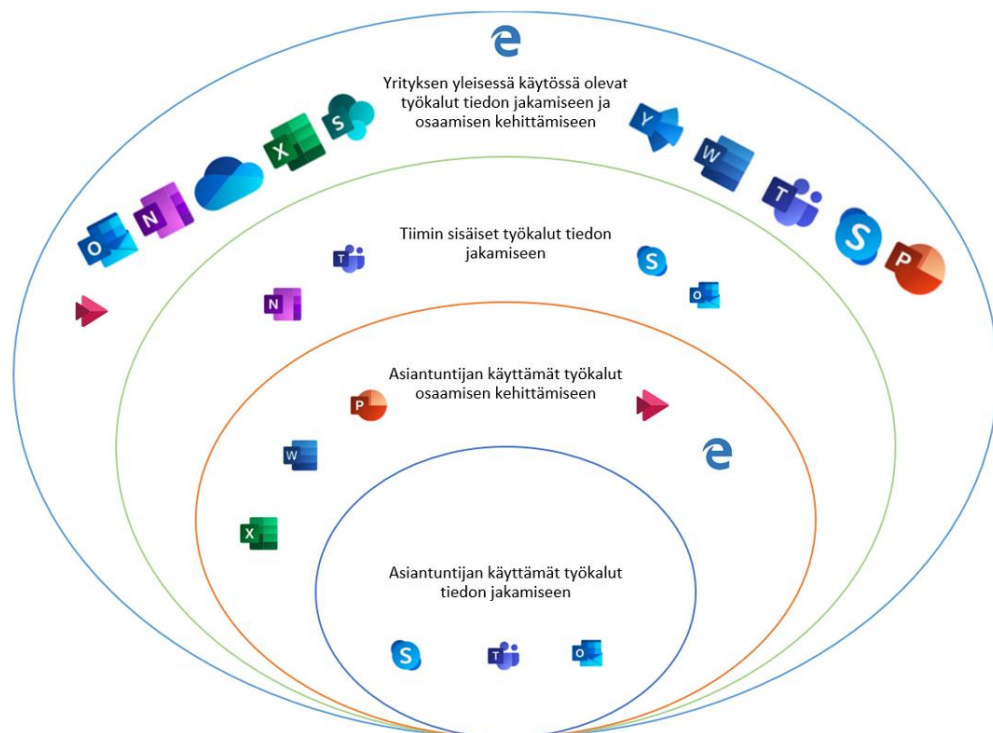 Yrityksen yleisessä käytössä olevat
työkalut tiedon jakamiseen ja
osaamisen kehittämiseen
S
X
N
O
Y
W
T
S
P
Tiimin sisäiset työkalut tiedon
jakamiseen
T
N
S
O
Asiantuntijan käyttämät työkalut
osaamisen kehittämiseen
P
W
X
Asiantuntijan käyttämät työkalut
tiedon jakamiseen
S
T
O